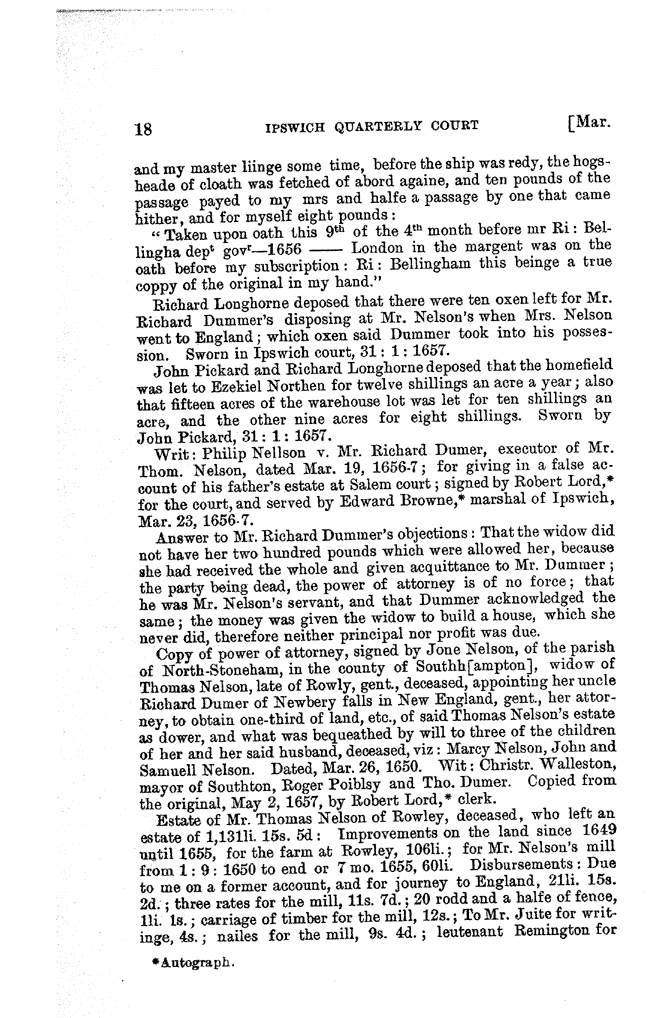 18 IPSWICH QUARTERLY COURT [Mar.
and my master liinge some time, before the ship was redy, the hogs-
heade of cloath was fetched of abord againe, and ten pounds of the
passage payed to my mrs and halfe a passage by one that came
hither, and for myself eight pounds:
"Taken upon oath this 9th of the 4th month before mr Ri: Bel-
lingha dept govr—1656 —— London in the margent was on the
oath before my subscription: Ri: Bellingham this beinge a true
coppy of the original in my hand."
Richard Longhorne deposed that there were ten oxen left for Mr.
Richard Dummer's disposing at Mr. Nelson's when Mrs. Nelson
went to England; which oxen said Dummer took into his posses-
sion. Sworn in Ipswich court, 31: 1: 1657.
John Pickard and Richard Longhorne deposed that the homefield
was let to Ezekiel Northen for twelve shillings an acre a year; also
that fifteen acres of the warehouse lot was let for ten shillings an
acre, and the other nine acres for eight shillings. Sworn by
John Pickard, 31: 1: 1657.
Writ: Philip Nellson v. Mr. Richard Dumer, executor of Mr.
Thom. Nelson, dated Mar. 19, 1656-7; for giving in a false ac-
count of his father's estate at Salem court; signed by Robert Lord,*
for the court, and served by Edward Browne,* marshal of Ipswich,
Mar. 23, 1656-7.
Answer to Mr. Richard Dummer's objections: That the widow did
not have her two hundred pounds which were allowed her, because
she had received the whole and given acquittance to Mr. Dummer;
the party being dead, the power of attorney is of no force; that
he was Mr. Nelson's servant, and that Dummer acknowledged the
same; the money was given the widow to build a house, which she
never did, therefore neither principal nor profit was due.
Copy of power of attorney, signed by Jone Nelson, of the parish
of North-Stoneham, in the county of Southh[ampton], widow of
Thomas Nelson, late of Rowly, gent., deceased, appointing her uncle
Richard Dumer of Newbery falls in New England, gent., her attor-
ney, to obtain one-third of land, etc., of said Thomas Nelson's estate
as dower, and what was bequeathed by will to three of the children
of her and her said husband, deceased, viz: Marcy Nelson, John and
Samuell Nelson. Dated, Mar. 26, 1650. Wit: Christr. Walleston,
mayor of Southton, Roger Poiblsy and Tho. Dumer. Copied from
the original, May 2, 1657, by Robert Lord,* clerk.
Estate of Mr. Thomas Nelson of Rowley, deceased, who left an
estate of 1,131li. 15s. 5d: Improvements on the land since 1649
until 1655, for the farm at Rowley, 106li.; for Mr. Nelson's mill
from 1: 9: 1650 to end or 7 mo. 1655, 60li. Disbursements: Due
to me on a former account, and for journey to England, 21li. 15s.
2d.; three rates for the mill, 11s. 7d.; 20 rodd and a halfe of fence,
1li. 1s.; carriage of timber for the mill, 12s.; To Mr. Juite for writ-
inge, 4s.; nailes for the mill, 9s. 4d.; leutenant Remington for
*Autograph.